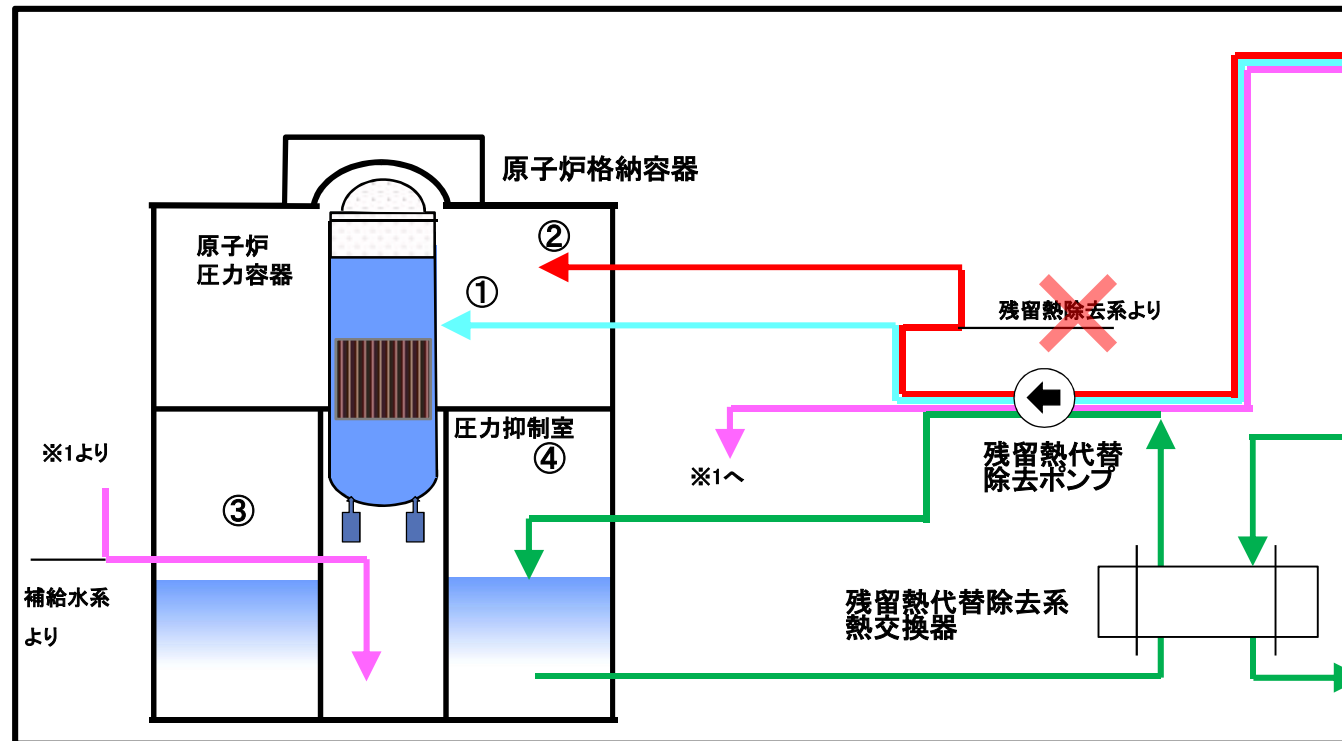 原子炉格納容器
原子炉
圧力容器
②
①
残留熱除去系より
圧力抑制室
④
※1より
③
※1へ
残留熱代替
除去ポンプ
補給水系
より
残留熱代替除去系
熱交換器